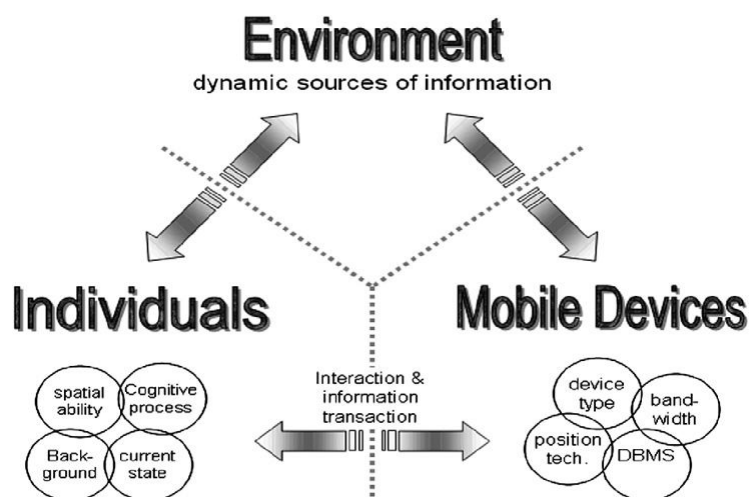 Environment
dynamic sources of information
Individuals
Mobile Devices
Interaction &
information
transaction
spatial
ability
Cognitive
process
Back-
ground
current
state
device
type
band-
width
position
tech.
DBMS